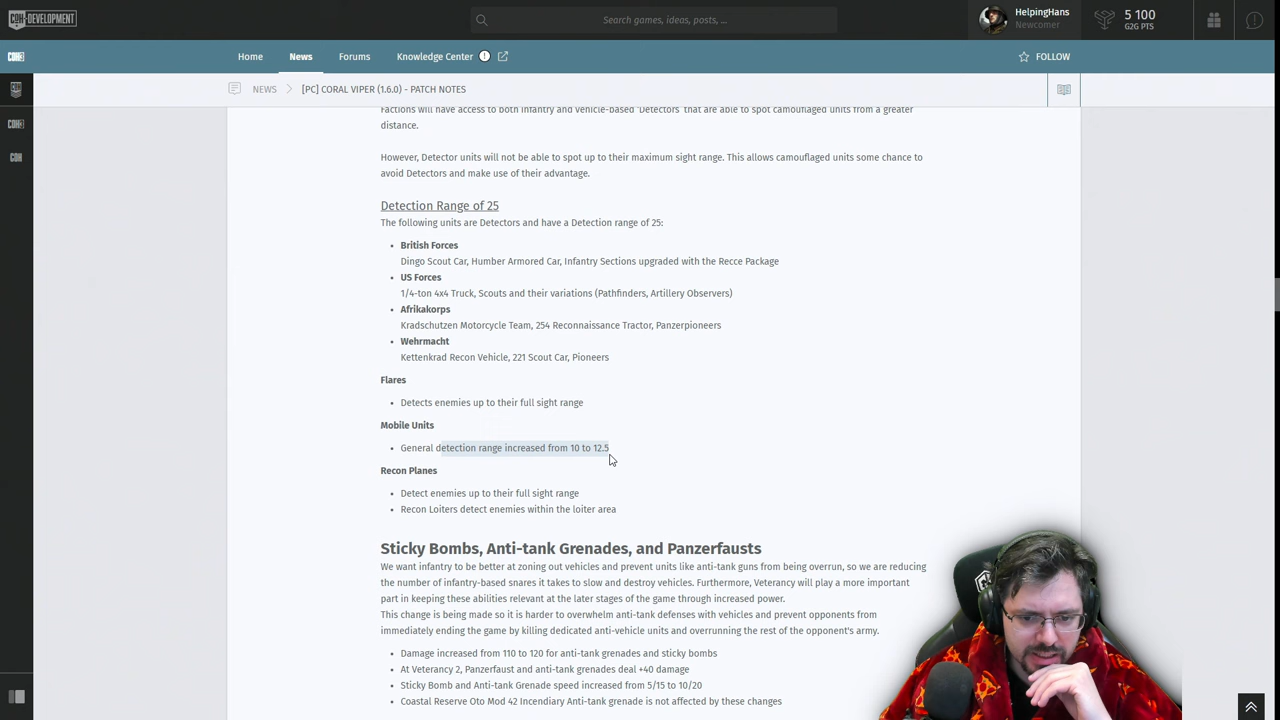 COH-DEVELOPMENT
Search games, ideas, posts, ...
HelpingHans
Newcomer
5 100
G2G PTS
COH3
Home
News
Forums
Knowledge Center
FOLLOW
NEWS
[PC] CORAL VIPER (1.6.0) - PATCH NOTES
COH3
COH
Factions will have access to both infantry and vehicle-based 'Detectors' that are able to spot camouflaged units from a greater
distance.
However, Detector units will not be able to spot up to their maximum sight range. This allows camouflaged units some chance to
avoid Detectors and make use of their advantage.
Detection Range of 25
The following units are Detectors and have a Detection range of 25:
• British Forces
Dingo Scout Car, Humber Armored Car, Infantry Sections upgraded with the Recce Package
• US Forces
1/4-ton 4x4 Truck, Scouts and their variations (Pathfinders, Artillery Observers)
• Afrikakorps
Kradschutzen Motorcycle Team, 254 Reconnaissance Tractor, Panzerpioneers
• Wehrmacht
Kettenkrad Recon Vehicle, 221 Scout Car, Pioneers
Flares
• Detects enemies up to their full sight range
Mobile Units
• General detection range increased from 10 to 12.5
Recon Planes
• Detect enemies up to their full sight range
• Recon Loiters detect enemies within the loiter area
Sticky Bombs, Anti-tank Grenades, and Panzerfausts
We want infantry to be better at zoning out vehicles and prevent units like anti-tank guns from being overrun, so we are reducing
the number of infantry-based snares it takes to slow and destroy vehicles. Furthermore, Veterancy will play a more important
part in keeping these abilities relevant at the later stages of the game through increased power.
This change is being made so it is harder to overwhelm anti-tank defenses with vehicles and prevent opponents from
immediately ending the game by killing dedicated anti-vehicle units and overrunning the rest of the opponent's army.
• Damage increased from 110 to 120 for anti-tank grenades and sticky bombs
• At Veterancy 2, Panzerfaust and anti-tank grenades deal +40 damage
• Sticky Bomb and Anti-tank Grenade speed increased from 5/15 to 10/20
• Coastal Reserve Oto Mod 42 Incendiary Anti-tank grenade is not affected by these changes